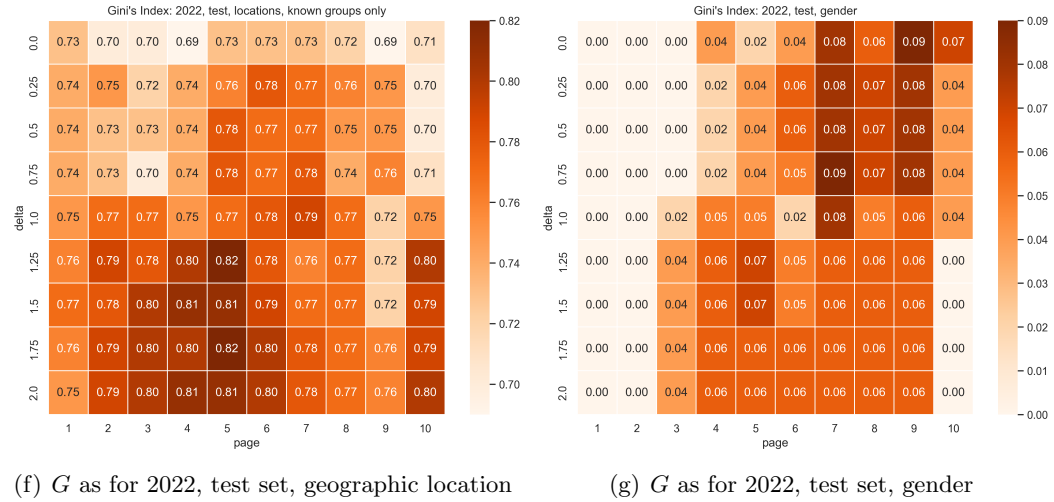 Gini's Index: 2022, test, locations, known groups only
0.0 0.73 0.70 0.70 0.69 0.73 0.73 0.73 0.72 0.69 0.71
0.25 0.74 0.75 0.72 0.74 0.76 0.78 0.77 0.76 0.75 0.70
0.5 0.74 0.73 0.73 0.74 0.78 0.77 0.77 0.75 0.75 0.70
0.75 0.74 0.73 0.70 0.74 0.78 0.77 0.78 0.74 0.76 0.71
delta
1.0 0.75 0.77 0.77 0.75 0.77 0.78 0.79 0.77 0.72 0.75
1.25 0.76 0.79 0.78 0.80 0.82 0.78 0.76 0.77 0.72 0.80
1.5 0.77 0.78 0.80 0.81 0.81 0.79 0.77 0.77 0.72 0.79
1.75 0.76 0.79 0.80 0.80 0.82 0.80 0.78 0.77 0.76 0.79
2.0 0.75 0.79 0.80 0.81 0.81 0.80 0.78 0.78 0.77 0.80
1 2 3 4 5 6 7 8 9 10
page
0.82
0.80
0.78
0.76
0.74
0.72
0.70
(f) G as for 2022, test set, geographic location
Gini's Index: 2022, test, gender
0.0 0.00 0.00 0.00 0.04 0.02 0.04 0.08 0.06 0.09 0.07
0.25 0.00 0.00 0.00 0.02 0.04 0.06 0.08 0.08 0.08 0.04
0.5 0.00 0.00 0.00 0.02 0.04 0.06 0.08 0.07 0.08 0.04
0.75 0.00 0.00 0.00 0.02 0.04 0.05 0.09 0.07 0.08 0.04
delta
1.0 0.00 0.00 0.02 0.05 0.05 0.02 0.08 0.05 0.06 0.04
1.25 0.00 0.00 0.04 0.06 0.07 0.05 0.06 0.06 0.06 0.00
1.5 0.00 0.00 0.04 0.06 0.07 0.05 0.06 0.06 0.06 0.00
1.75 0.00 0.00 0.04 0.06 0.06 0.06 0.06 0.06 0.06 0.00
2.0 0.00 0.00 0.04 0.06 0.06 0.06 0.06 0.06 0.06 0.00
1 2 3 4 5 6 7 8 9 10
page
0.09
0.08
0.07
0.06
0.05
0.04
0.03
0.02
0.01
0.00
(g) G as for 2022, test set, gender